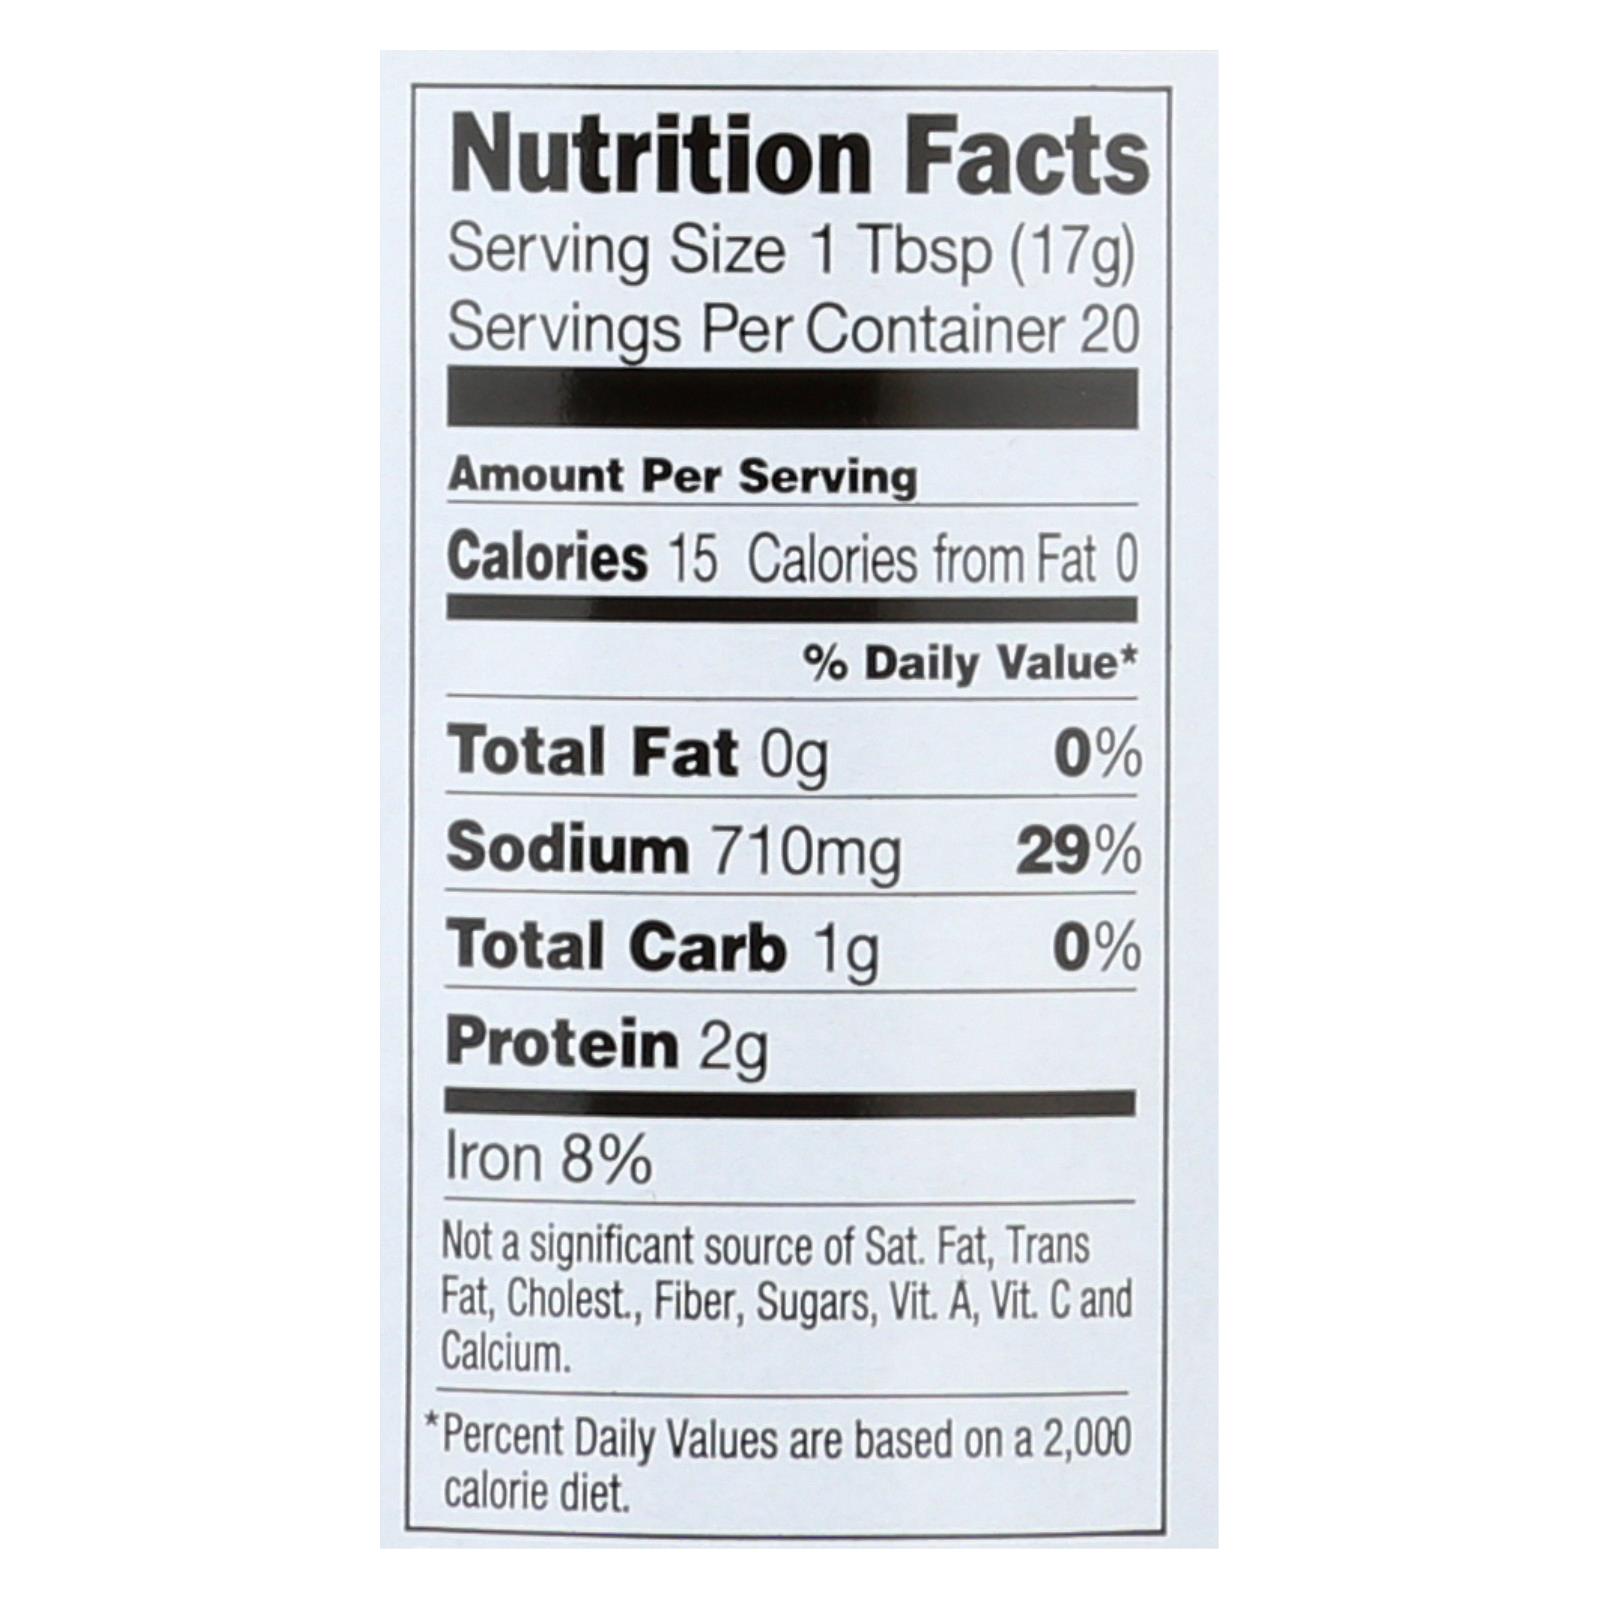 Nutrition Facts
Serving Size 1 Tbsp (17g)
Servings Per Container 20
Amount Per Serving
Calories 15 Calories from Fat 0
% Daily Value*
Total Fat 0g 0%
Sodium 710mg 29%
Total Carb 1g 0%
Protein 2g
Iron 8%
Not a significant source of Sat. Fat, Trans
Fat, Cholest., Fiber, Sugars, Vit. A, Vit. C and
Calcium.
*Percent Daily Values are based on a 2,000
calorie diet.